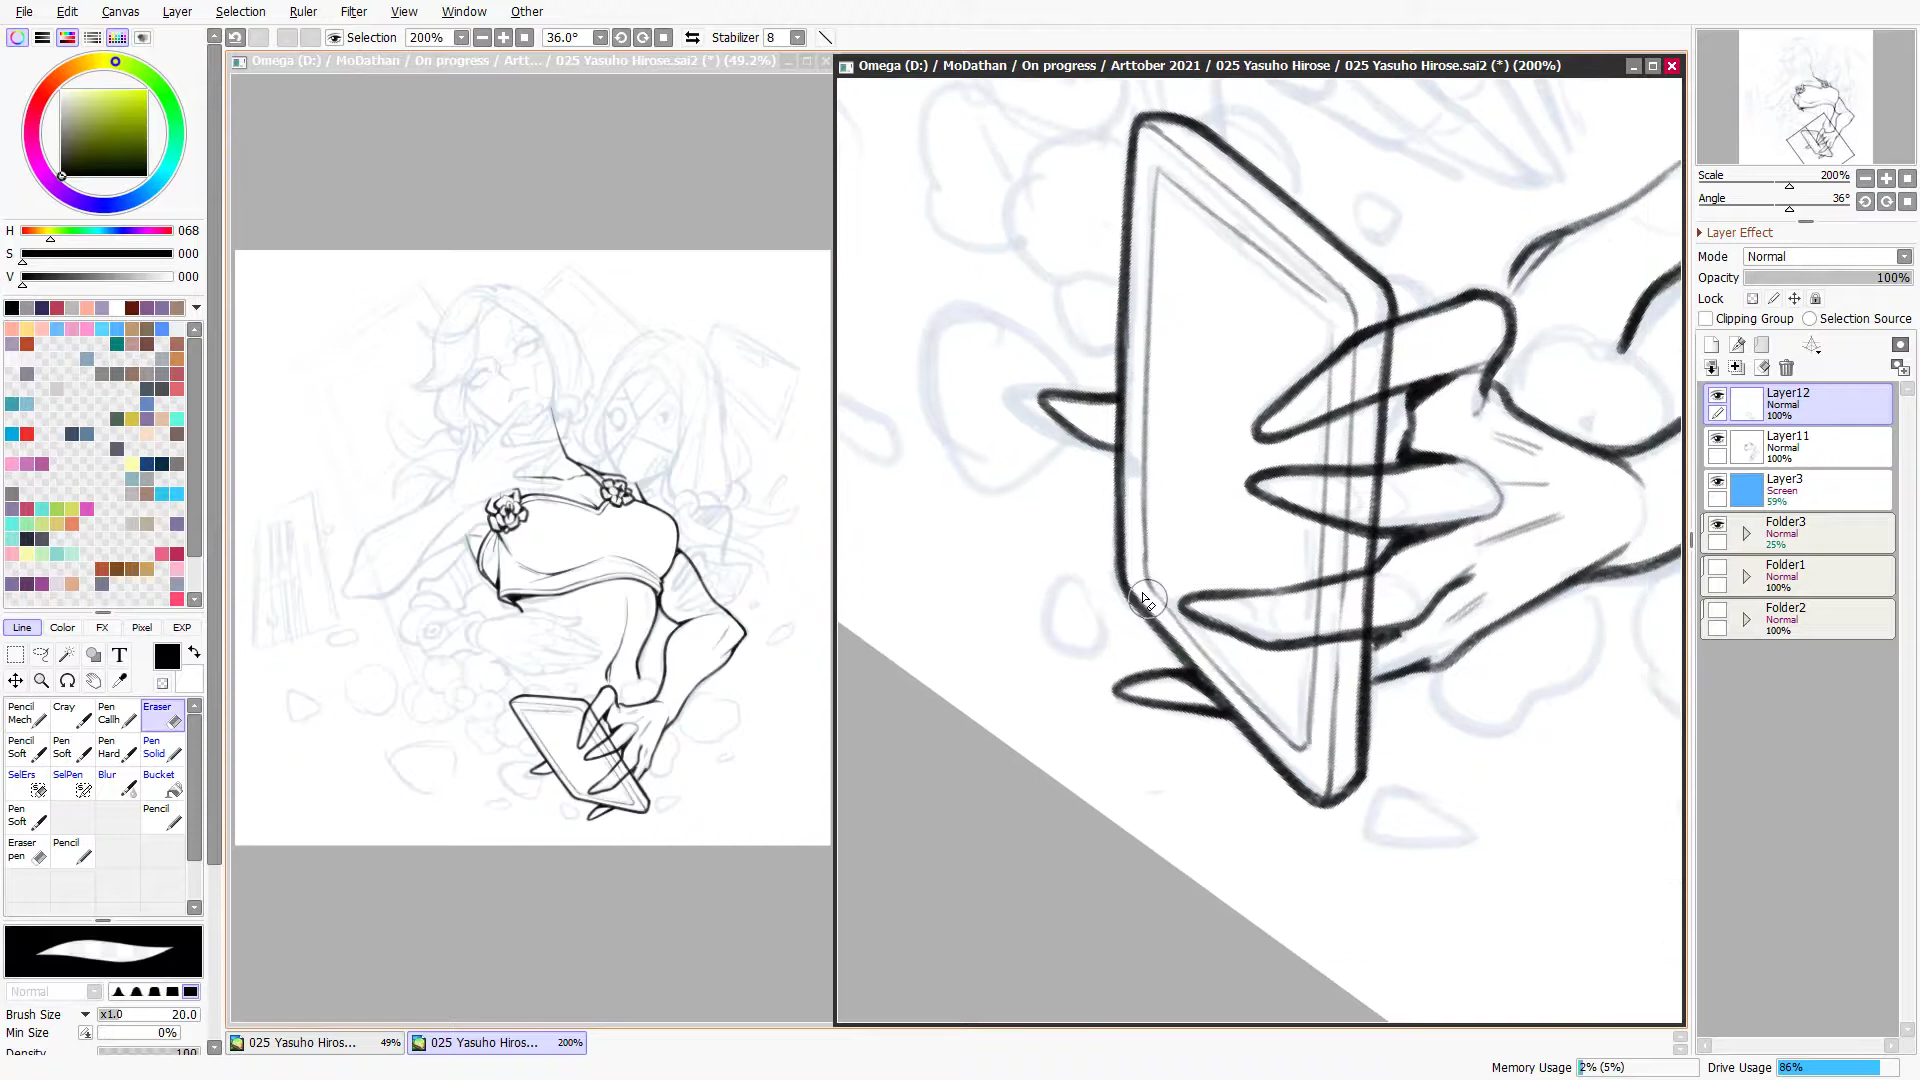 File Edit Canvas Layer Selection Ruler Filter View Window Other
Selection 200% 36.0° Stabilizer 8
Omega (D:) / MoDathan / On progress / Artt... / 025 Yasuho Hirose.sai2 (*) (49.2%)
Omega (D:) / MoDathan / On progress / Arttober 2021 / 025 Yasuho Hirose / 025 Yasuho Hirose.sai2 (*) (200%)
H 068
S 000
V 000
Line Color FX Pixel EXP
T
Pencil Mech
Cray
Pen Callh
Eraser
Pencil Soft
Pen Soft
Pen Hard
Pen Solid
SelErs
SelPen
Blur
Bucket
Pen Soft
Pencil
Eraser pen
Pencil
Normal
Brush Size x1.0 20.0
Min Size 0%
Density 100
025 Yasuho Hiros... 49%
025 Yasuho Hiros... 200%
Scale 200%
Angle 36°
Layer Effect
Mode Normal
Opacity 100%
Lock
Clipping Group Selection Source
Layer12
Normal
100%
Layer11
Normal
100%
Layer3
Screen
59%
Folder3
Normal
25%
Folder1
Normal
100%
Folder2
Normal
100%
Memory Usage 2% (5%) Drive Usage 86%